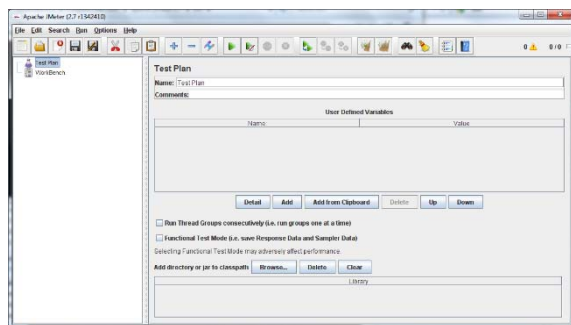 Apache JMeter (2.7 r1342410)
File Edit Search Run Options Help
0 0 / 0
Test Plan
WorkBench
Test Plan
Name: Test Plan
Comments:
User Defined Variables
Name: Value
Detail Add Add from Clipboard Delete Up Down
Run Thread Groups consecutively (i.e. run groups one at a time)
Functional Test Mode (i.e. save Response Data and Sampler Data)
Selecting Functional Test Mode may adversely affect performance.
Add directory or jar to classpath Browse... Delete Clear
Library